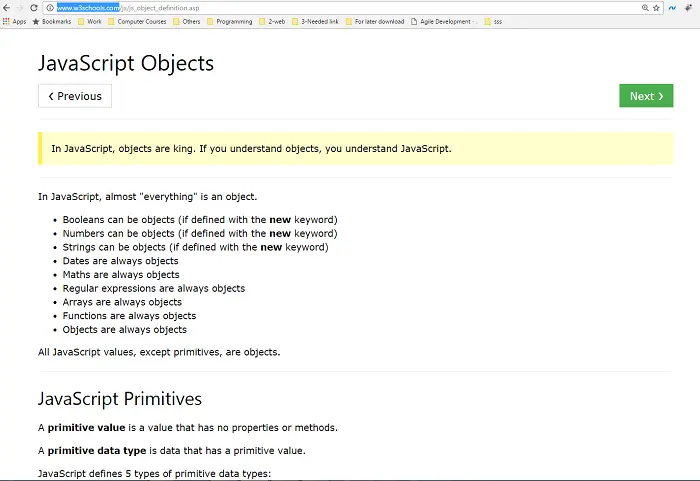 www.w3schools.com/js/js_object_definition.asp
Apps Bookmarks Work Computer Courses Others Programming 2-web 3-Needed link For later download Agile Development - . sss
JavaScript Objects
❮ Previous
Next ❯
In JavaScript, objects are king. If you understand objects, you understand JavaScript.
In JavaScript, almost "everything" is an object.
• Booleans can be objects (if defined with the new keyword)
• Numbers can be objects (if defined with the new keyword)
• Strings can be objects (if defined with the new keyword)
• Dates are always objects
• Maths are always objects
• Regular expressions are always objects
• Arrays are always objects
• Functions are always objects
• Objects are always objects
All JavaScript values, except primitives, are objects.
JavaScript Primitives
A primitive value is a value that has no properties or methods.
A primitive data type is data that has a primitive value.
JavaScript defines 5 types of primitive data types: